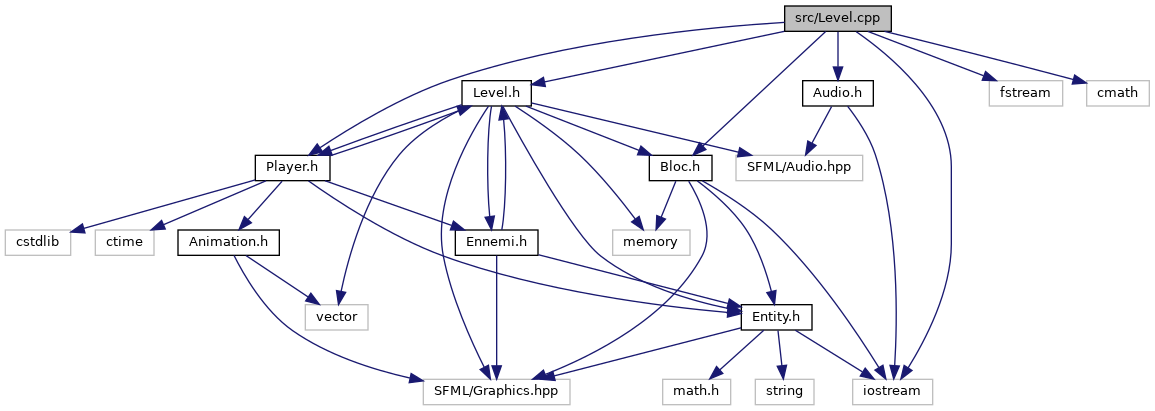 src/Level.cpp
Level.h
Audio.h
fstream
cmath
Player.h
Bloc.h
SFML/Audio.hpp
cstdlib
ctime
Animation.h
Ennemi.h
memory
vector
Entity.h
SFML/Graphics.hpp
math.h
string
iostream